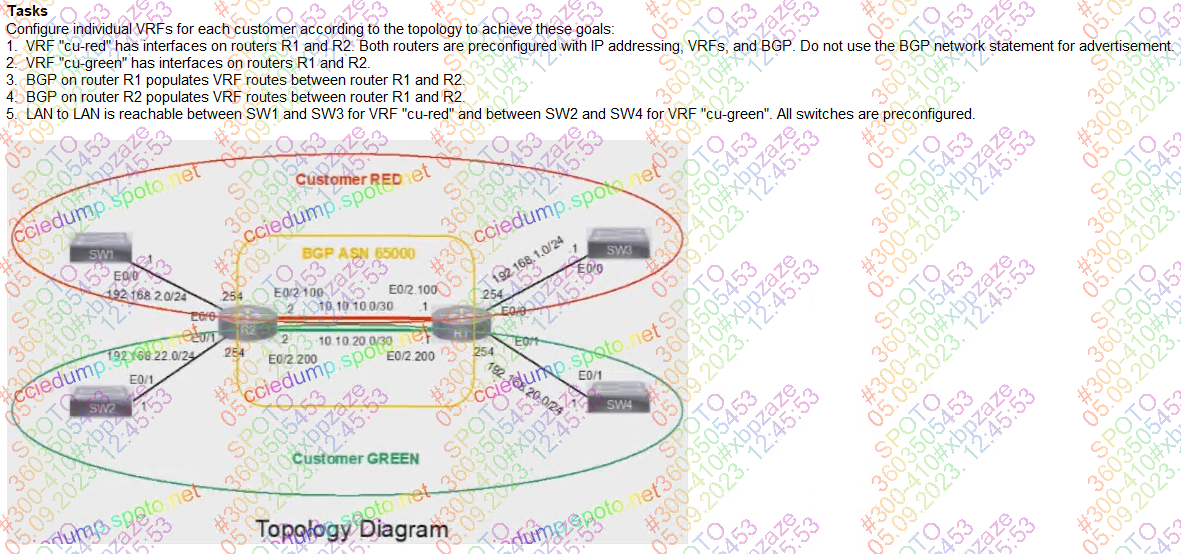 Tasks
Configure individual VRFs for each customer according to the topology to achieve these goals:
1. VRF "cu-red" has interfaces on routers R1 and R2. Both routers are preconfigured with IP addressing, VRFs, and BGP. Do not use the BGP network statement for advertisement.
2. VRF "cu-green" has interfaces on routers R1 and R2.
3. BGP on router R1 populates VRF routes between router R1 and R2.
4. BGP on router R2 populates VRF routes between router R1 and R2.
5. LAN to LAN is reachable between SW1 and SW3 for VRF "cu-red" and between SW2 and SW4 for VRF "cu-green". All switches are preconfigured.
Customer RED
BGP ASN 65000
SW1
.1
E0/0
192.168.2.0/24
.254
E0/0
SW3
.1
E0/0
192.168.1.0/24
.254
E0/0
E0/2.100
E0/2.100
.2
10.10.10.0/30
.1
R2
R1
.2
10.10.20.0/30
.1
E0/2.200
E0/2.200
E0/1
192.168.22.0/24
.254
E0/1
SW2
.1
E0/1
.254
192.168.20.0/24
E0/1
SW4
.1
Customer GREEN
Topology Diagram
cciedump.spoto.net
SPOTO